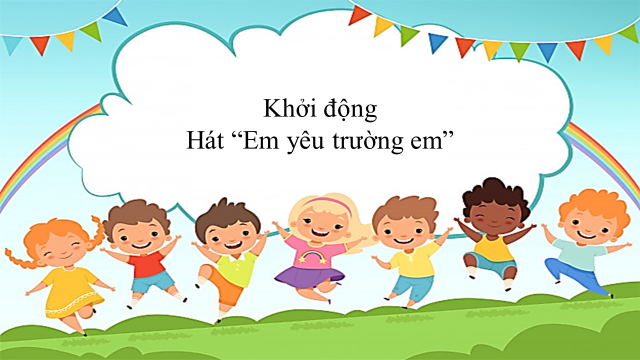 Khởi động
Hát “Em yêu trường em”